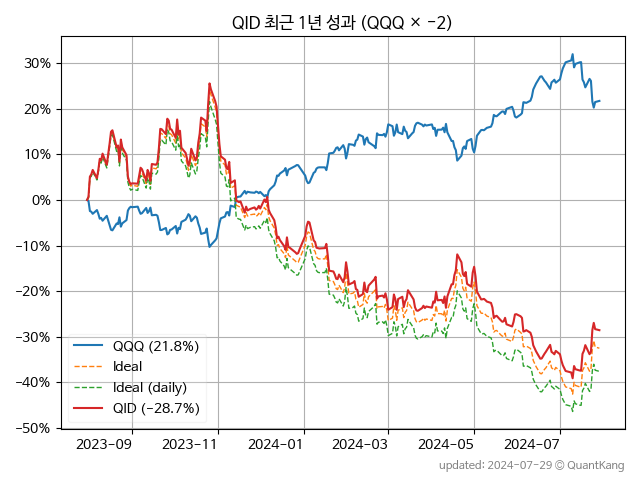 QID 최근 1년 성과 (QQQ × −2)
30%
20%
10%
0%
−10%
−20%
−30%
−40%
−50%
QQQ (21.8%)
Ideal
Ideal (daily)
QID (−28.7%)
2023−09
2023−11
2024−01
2024−03
2024−05
2024−07
updated: 2024-07-29 © QuantKang